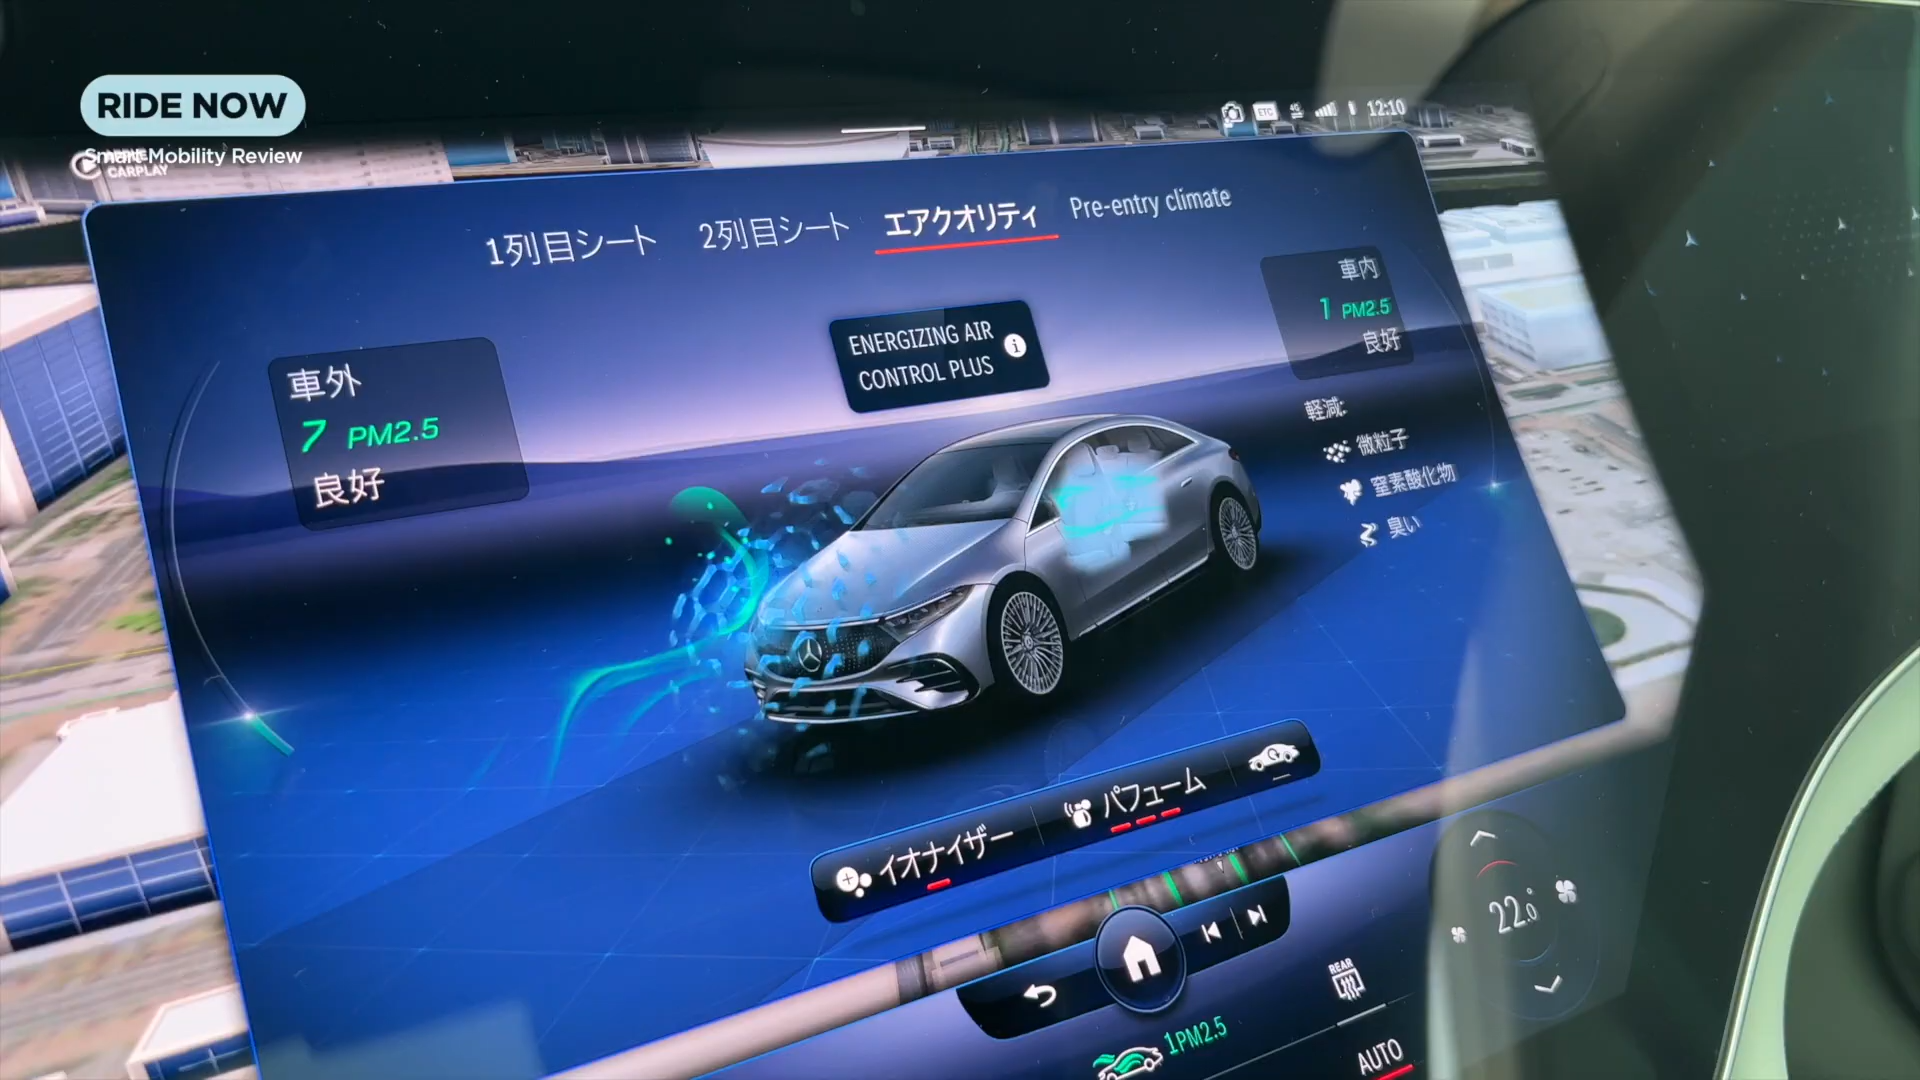 RIDE NOW
Smart Mobility Review
APPLE
CARPLAY
ETC
4G
12:10
1列目シート
2列目シート
エアクオリティ
Pre-entry climate
車外
7 PM2.5
良好
ENERGIZING AIR
CONTROL PLUS
車内
1 PM2.5
良好
軽減:
微粒子
窒素酸化物
臭い
イオナイザー
パフューム
22.0
REAR
1PM2.5
AUTO